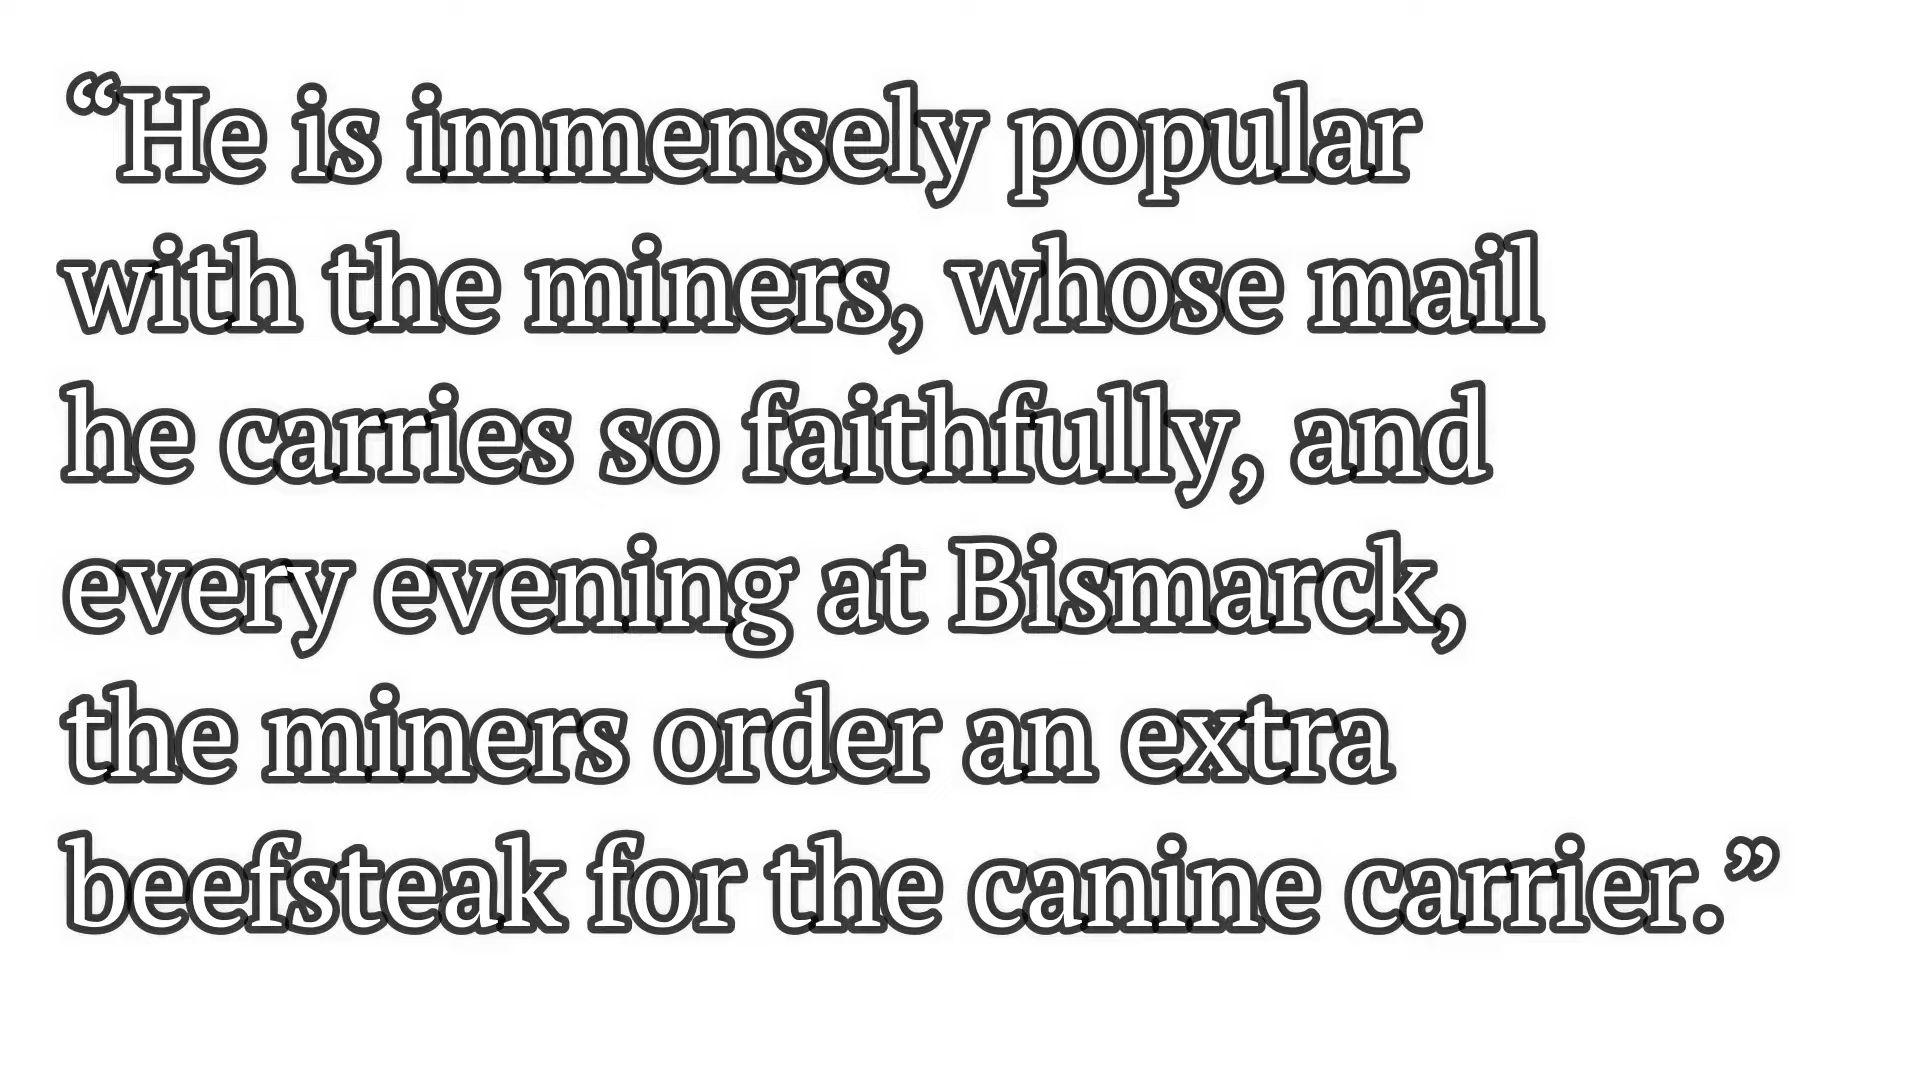 “He is immensely popular
with the miners, whose mail
he carries so faithfully, and
every evening at Bismarck,
the miners order an extra
beefsteak for the canine carrier.”